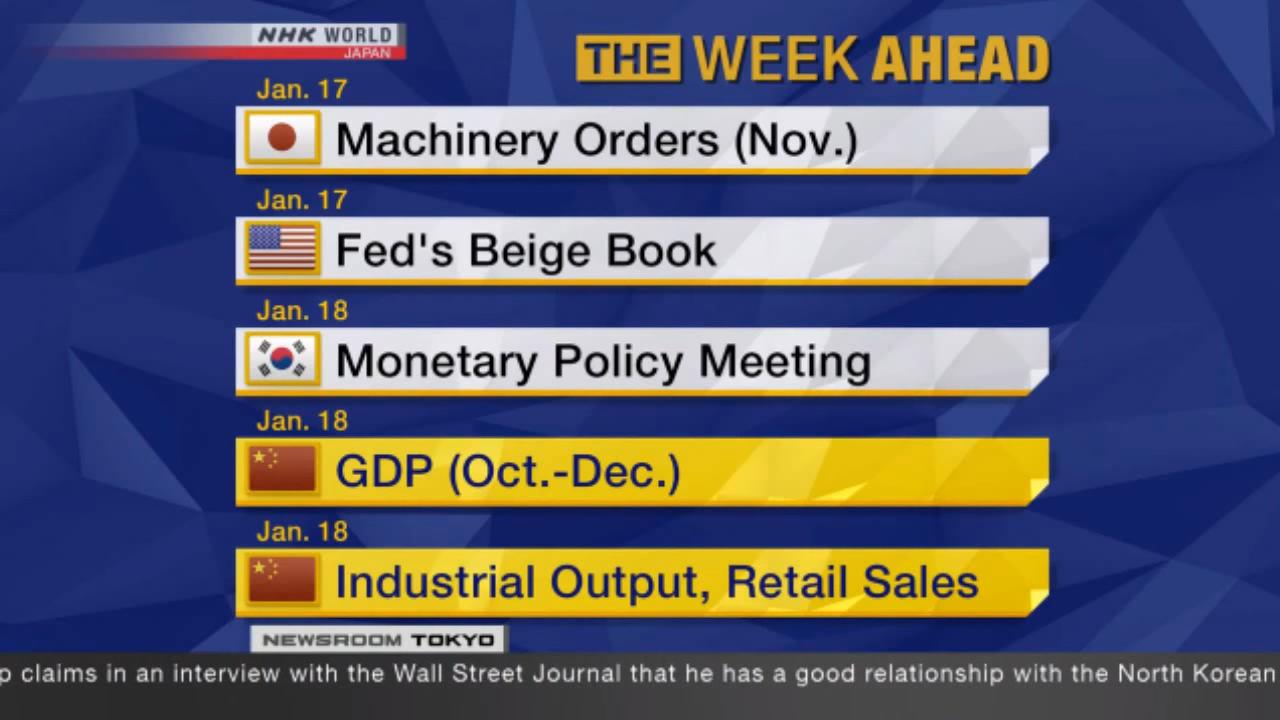 NHK WORLD
JAPAN
THE WEEK AHEAD
Jan. 17
Machinery Orders (Nov.)
Jan. 17
Fed's Beige Book
Jan. 18
Monetary Policy Meeting
Jan. 18
GDP (Oct.-Dec.)
Jan. 18
Industrial Output, Retail Sales
NEWSROOM TOKYO
p claims in an interview with the Wall Street Journal that he has a good relationship with the North Korean